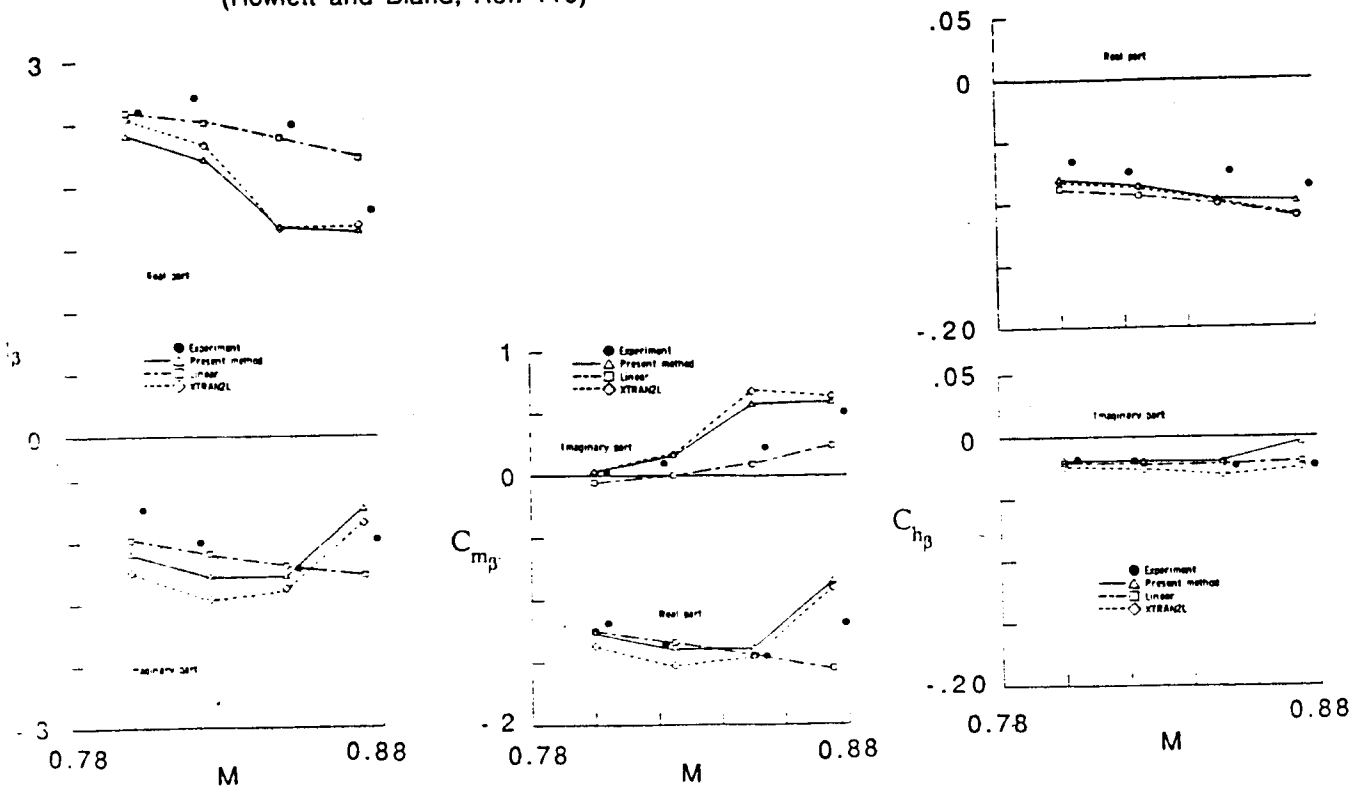 (Howlett and Bland, Ref. 110)
3
Real part
Experiment
Present method
Linear
XTRAN2L
β
0
Imaginary part
- 3
0.78
0.88
M
1
Experiment
Present method
Linear
XTRAN2L
Imaginary part
0
C mβ
Real part
- 2
0.78
0.88
M
.05
Real part
0
-.20
.05
Imaginary part
0
C hβ
Experiment
Present method
Linear
XTRAN2L
-.20
0.78
0.88
M